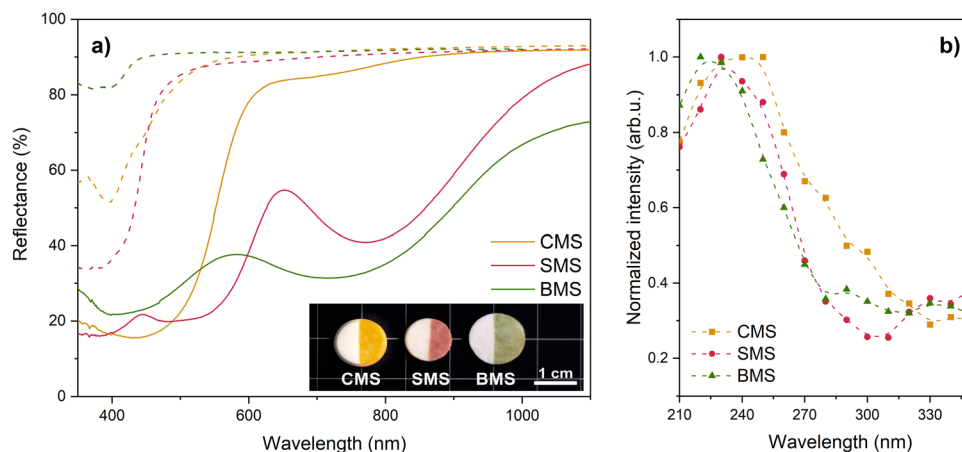 a)
100
80
60
40
20
0
Reflectance (%)
400
600
800
1000
Wavelength (nm)
CMS
SMS
BMS
CMS SMS BMS 1 cm
b)
1.0
0.8
0.6
0.4
0.2
Normalized intensity (arb.u.)
CMS
SMS
BMS
210 240 270 300 330
Wavelength (nm)